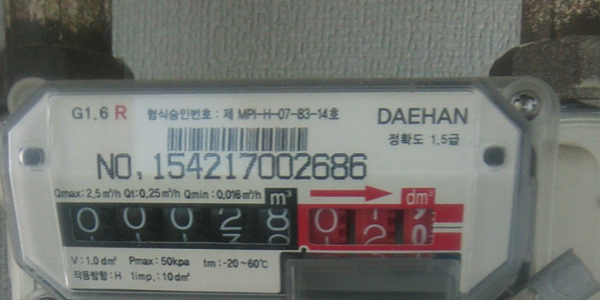 G1.6 R 형식승인번호 : 제 MPI-H-07-83-14호 DAEHAN
정확도 1.5급
NO, 154217002686
Qmax: 2,5㎥/h Qt:0,25㎥/h Qmin : 0,016㎥/h m³ dm³
0 0 0 2 8 0
V : 1.0 dm³ Pmax: 50kpa tm : -20~60℃
작동방향: H 1imp.: 10dm³